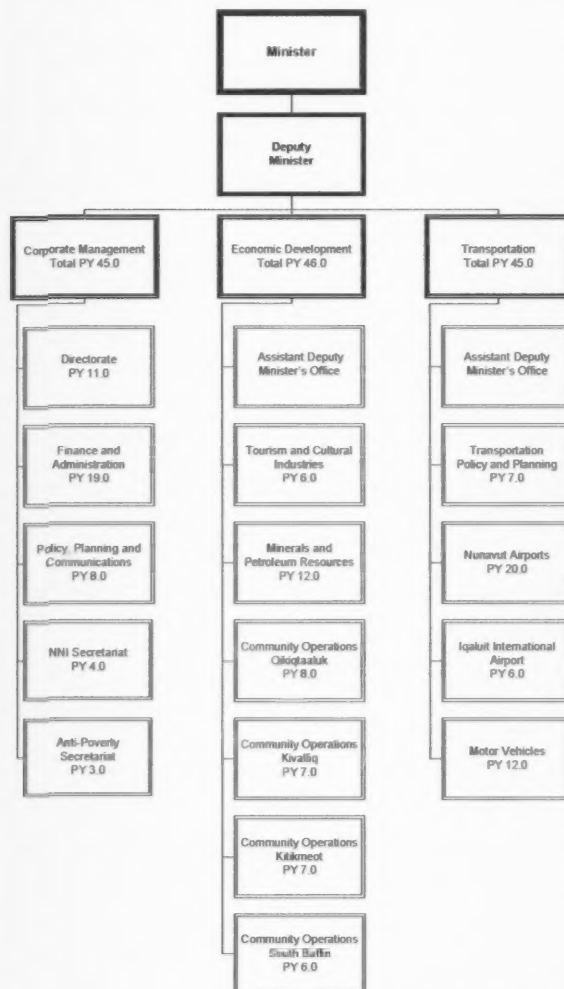 Minister
Deputy
Minister
Corporate Management
Total PY 45.0
Economic Development
Total PY 46.0
Transportation
Total PY 45.0
Directorate
PY 11.0
Finance and
Administration
PY 19.0
Policy, Planning and
Communications
PY 8.0
NNI Secretariat
PY 4.0
Anti-Poverty
Secretariat
PY 3.0
Assistant Deputy
Minister's Office
Tourism and Cultural
Industries
PY 6.0
Minerals and
Petroleum Resources
PY 12.0
Community Operations
Qikiqtaaluk
PY 8.0
Community Operations
Kivalliq
PY 7.0
Community Operations
Kitikmeot
PY 7.0
Community Operations
South Baffin
PY 6.0
Assistant Deputy
Minister's Office
Transportation
Policy and Planning
PY 7.0
Nunavut Airports
PY 20.0
Iqaluit International
Airport
PY 6.0
Motor Vehicles
PY 12.0